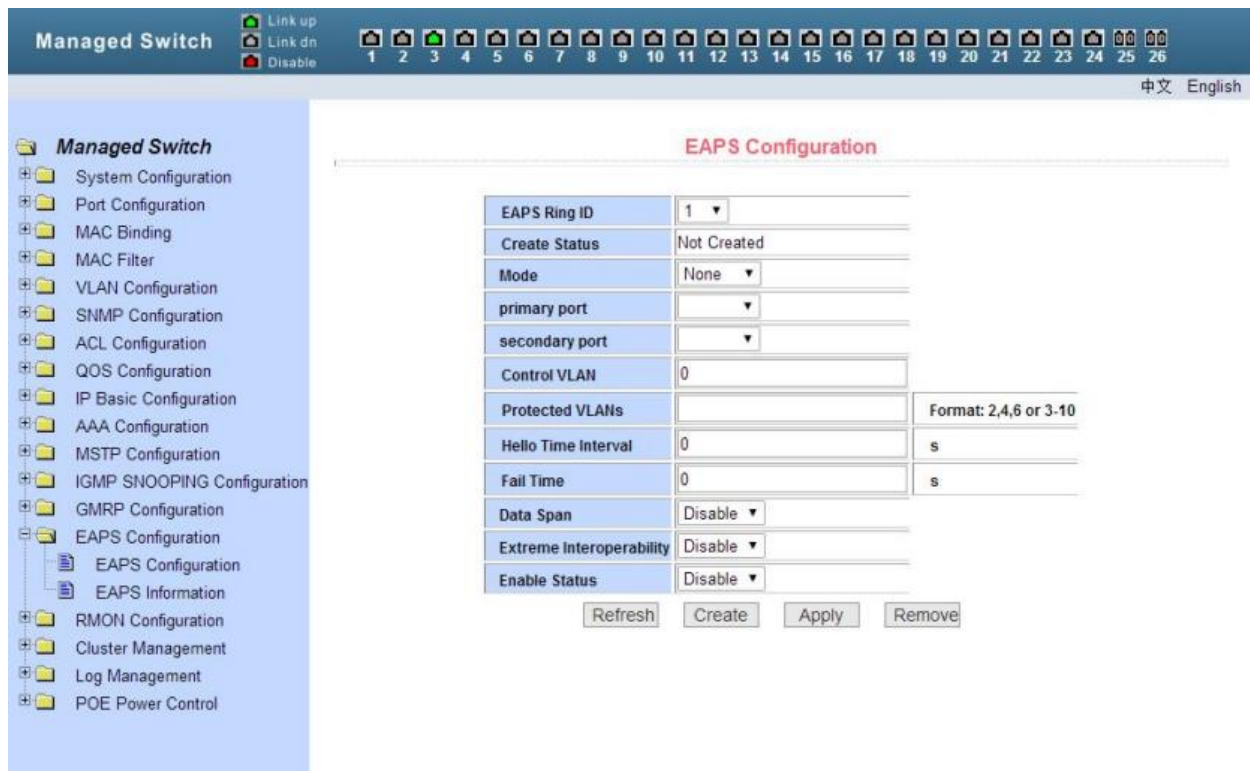 Managed Switch
Link up
Link dn
Disable
1 2 3 4 5 6 7 8 9 10 11 12 13 14 15 16 17 18 19 20 21 22 23 24 25 26
中文 English
Managed Switch
System Configuration
Port Configuration
MAC Binding
MAC Filter
VLAN Configuration
SNMP Configuration
ACL Configuration
QOS Configuration
IP Basic Configuration
AAA Configuration
MSTP Configuration
IGMP SNOOPING Configuration
GMRP Configuration
EAPS Configuration
EAPS Configuration
EAPS Information
RMON Configuration
Cluster Management
Log Management
POE Power Control
EAPS Configuration
EAPS Ring ID 1
Create Status Not Created
Mode None
primary port
secondary port
Control VLAN 0
Protected VLANs Format: 2,4,6 or 3-10
Hello Time Interval 0 s
Fail Time 0 s
Data Span Disable
Extreme Interoperability Disable
Enable Status Disable
Refresh Create Apply Remove